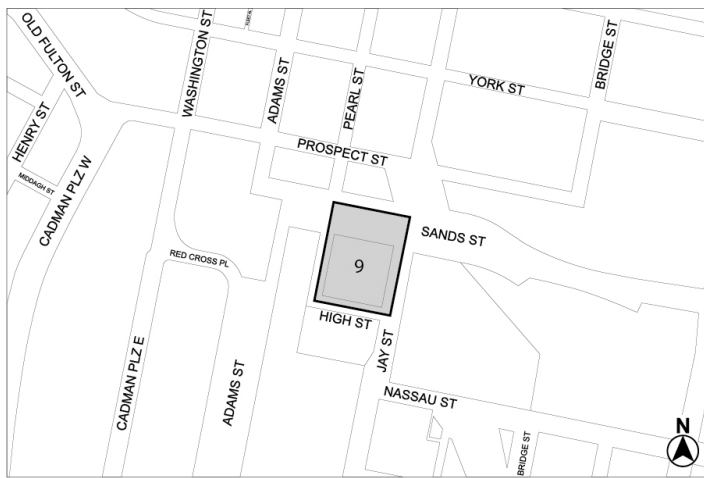 OLD FULTON ST
WASHINGTON ST
ADAMS ST
PEARL ST
YORK ST
BRIDGE ST
HENRY ST
MIDDAGH ST
CADMAN PLZ W
PROSPECT ST
SANDS ST
RED CROSS PL
9
HIGH ST
JAY ST
CADMAN PLZ E
ADAMS ST
NASSAU ST
BRIDGE ST
N